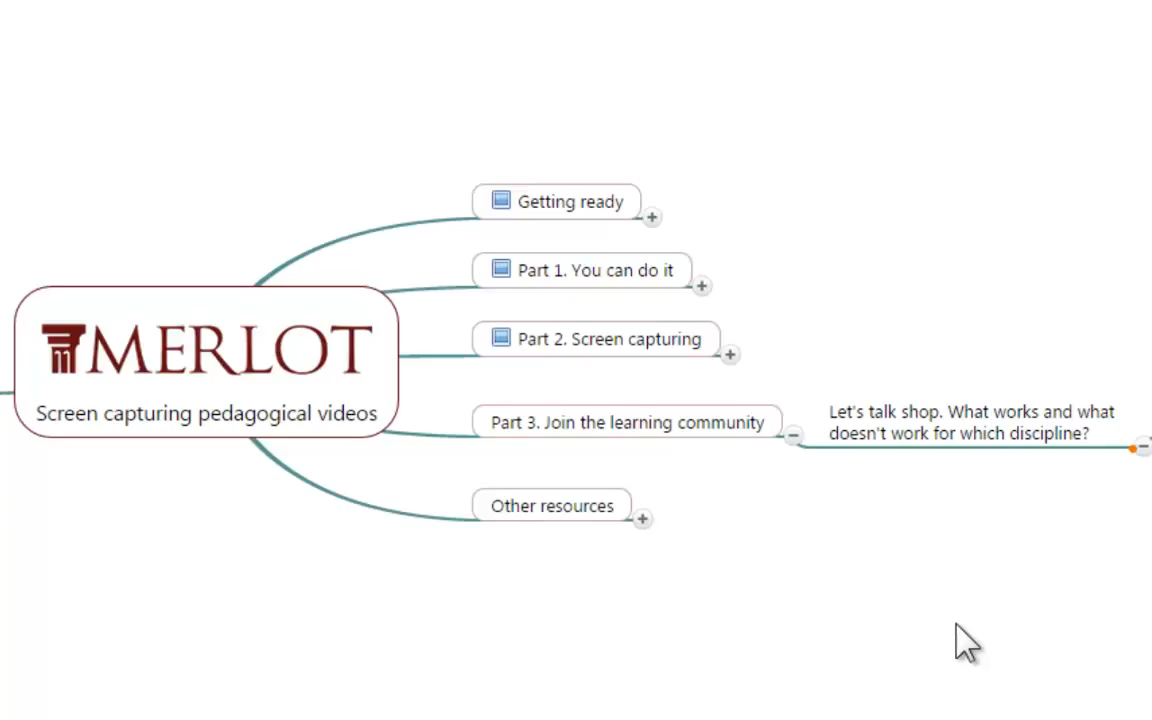 Getting ready
Part 1. You can do it
MERLOT
Screen capturing pedagogical videos
Part 2. Screen capturing
Part 3. Join the learning community
Let's talk shop. What works and what
doesn't work for which discipline?
Other resources